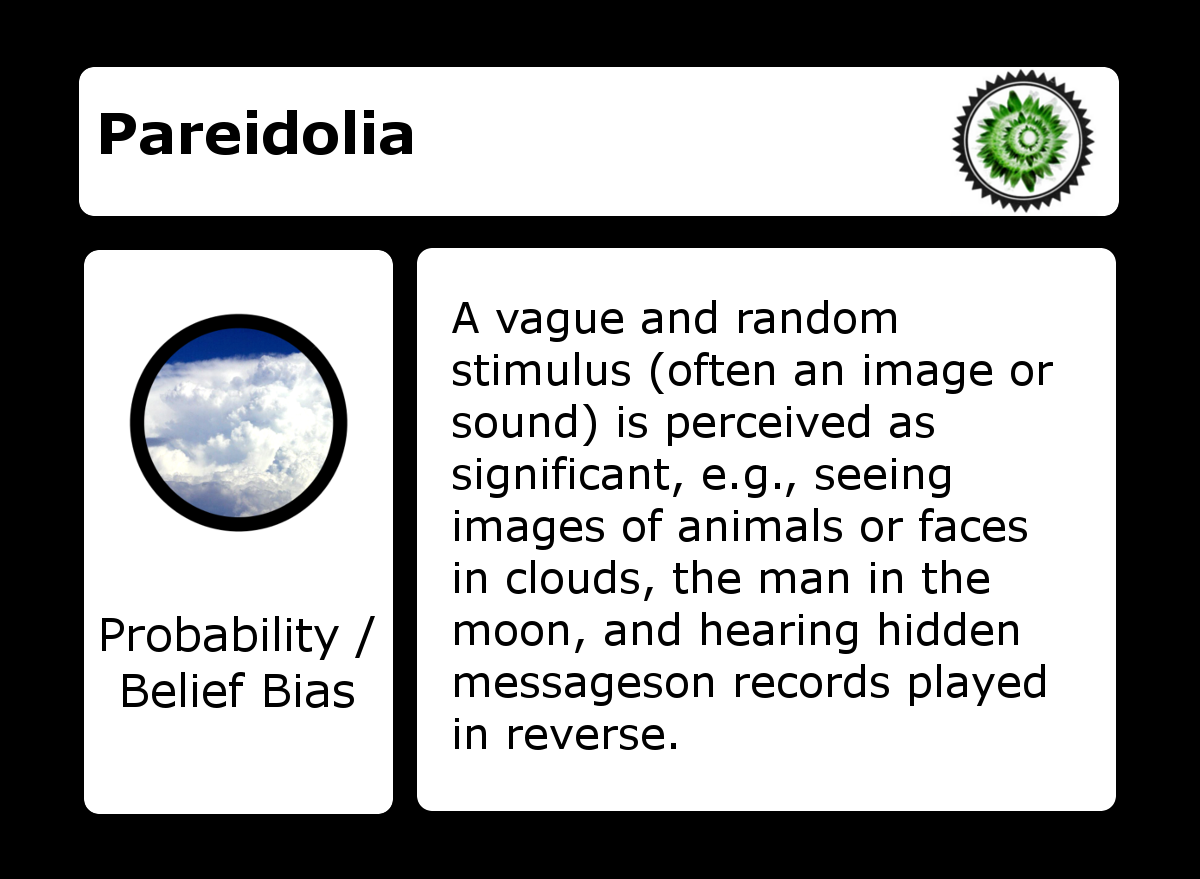 Pareidolia
Probability /
Belief Bias
A vague and random
stimulus (often an image or
sound) is perceived as
significant, e.g., seeing
images of animals or faces
in clouds, the man in the
moon, and hearing hidden
messageson records played
in reverse.